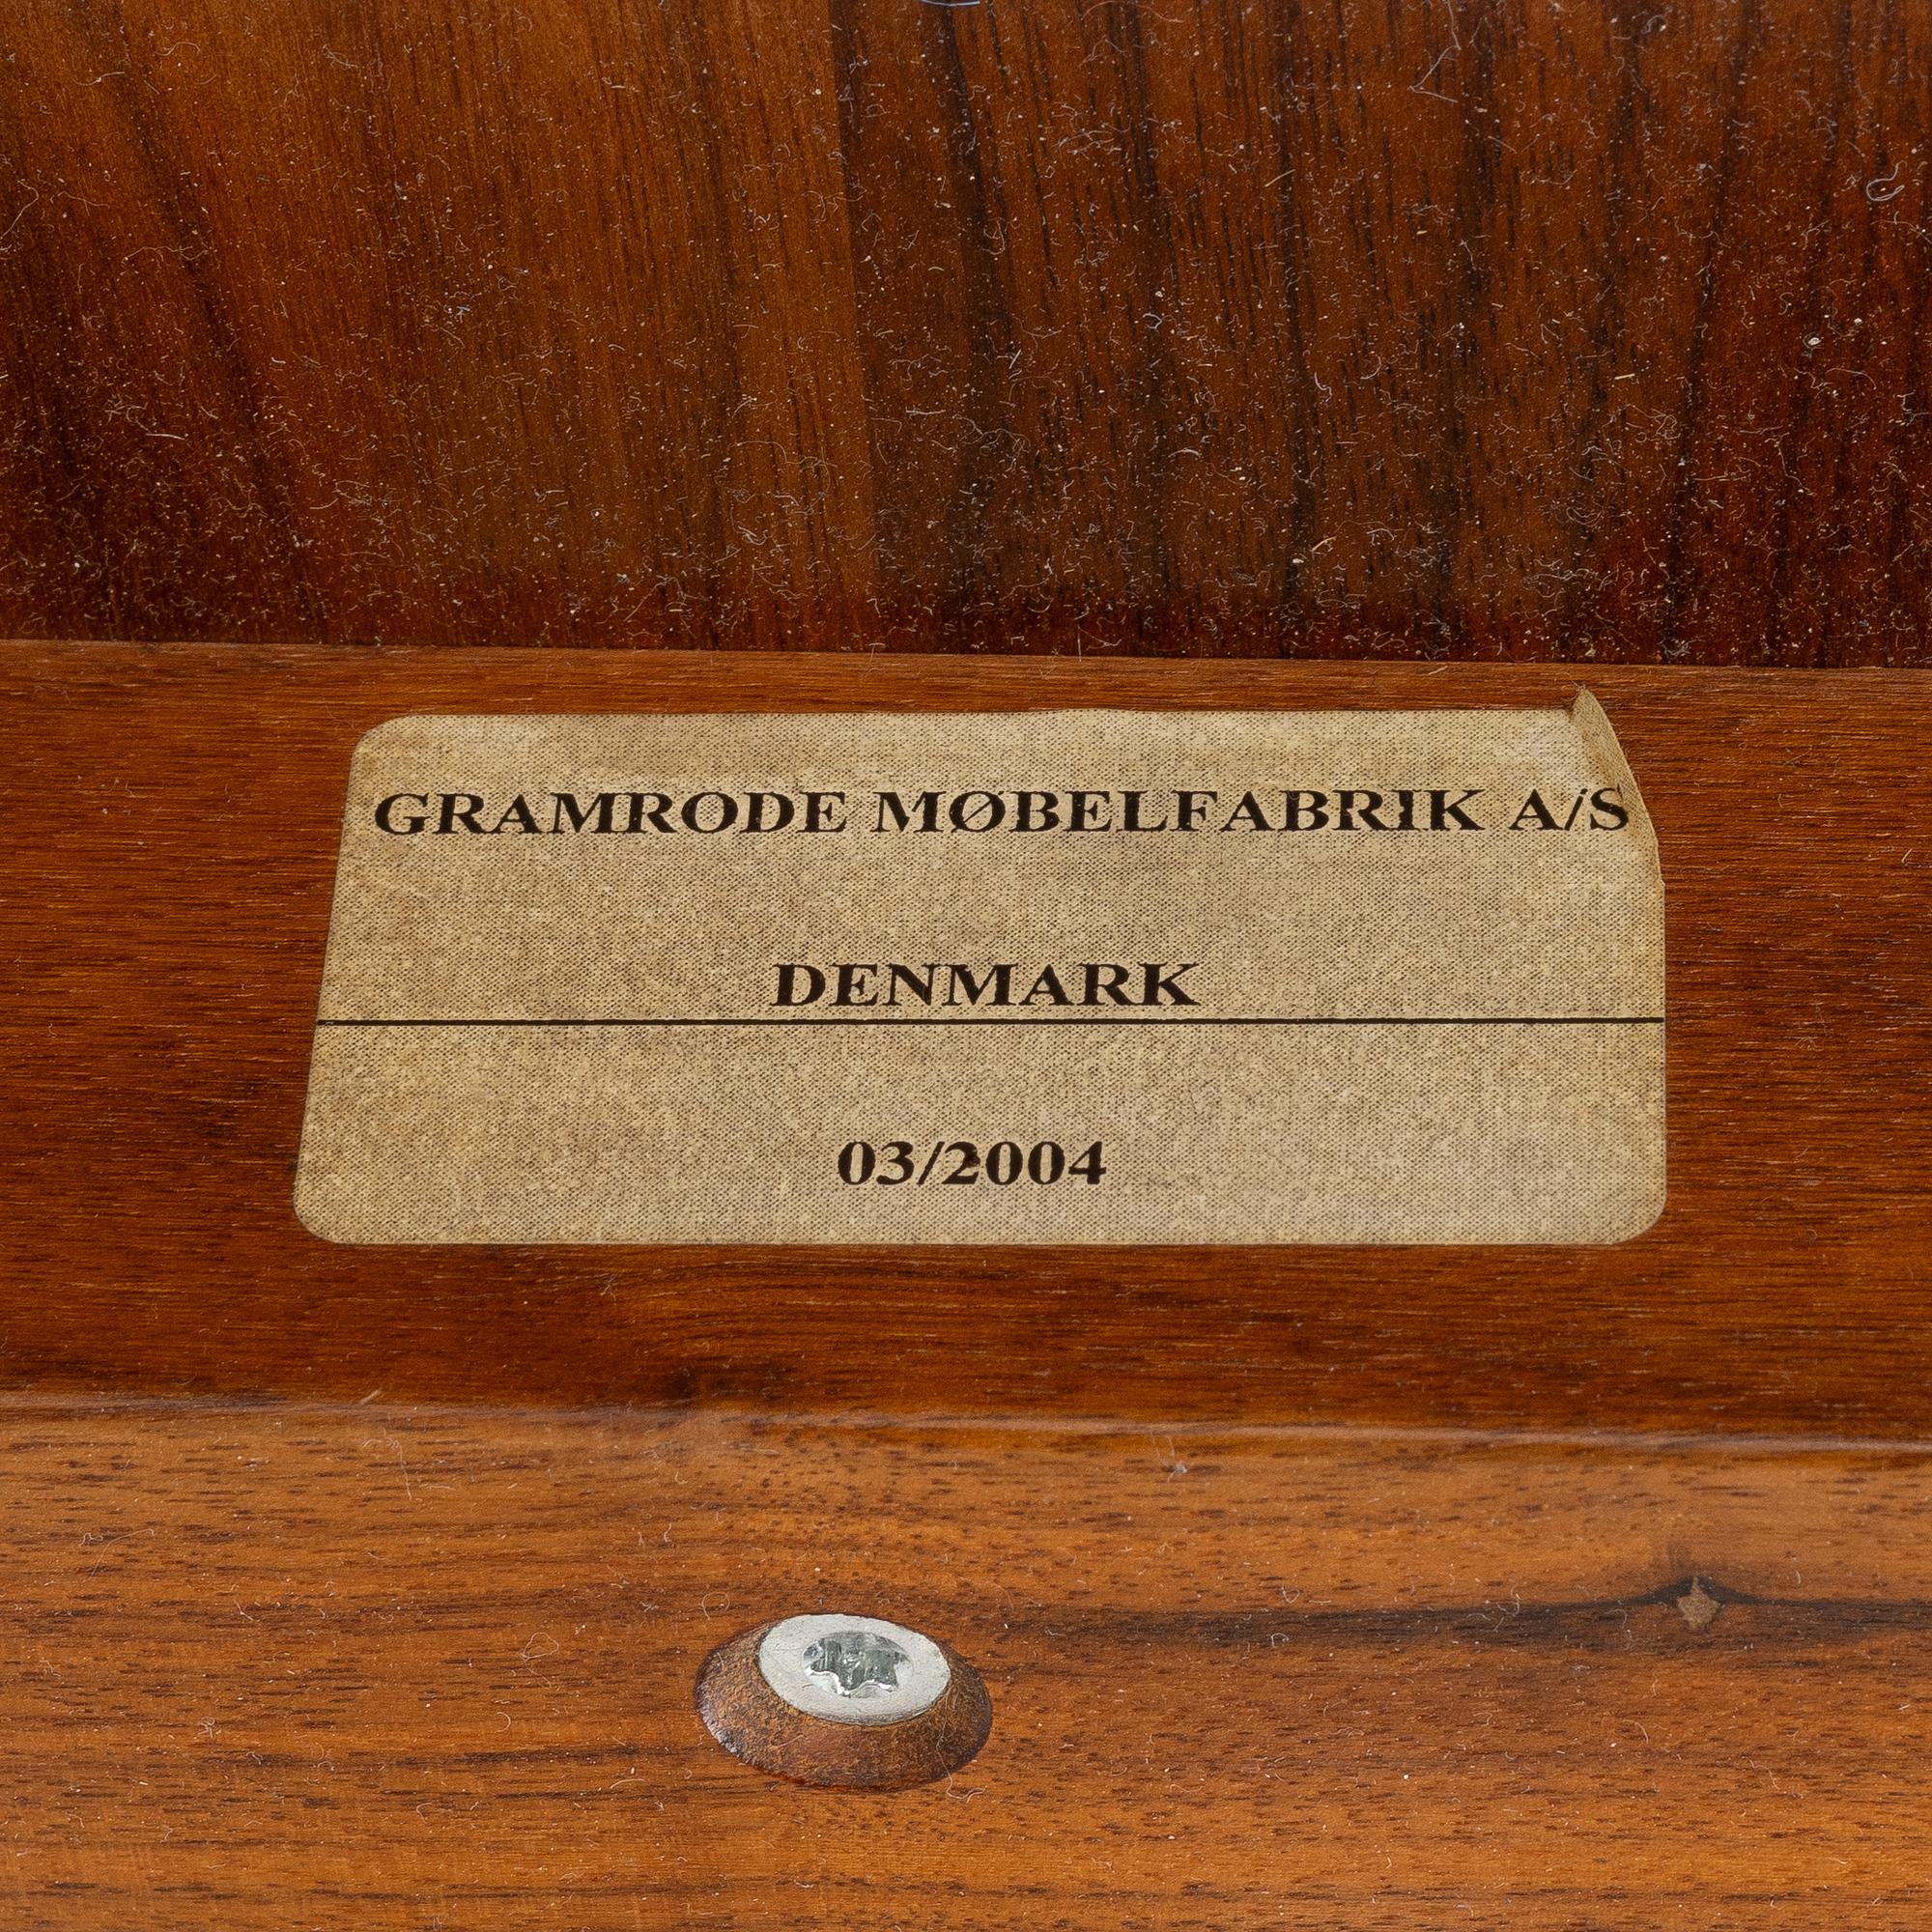 GRAMRODE MØBELFABRIK A/S
DENMARK
03/2004